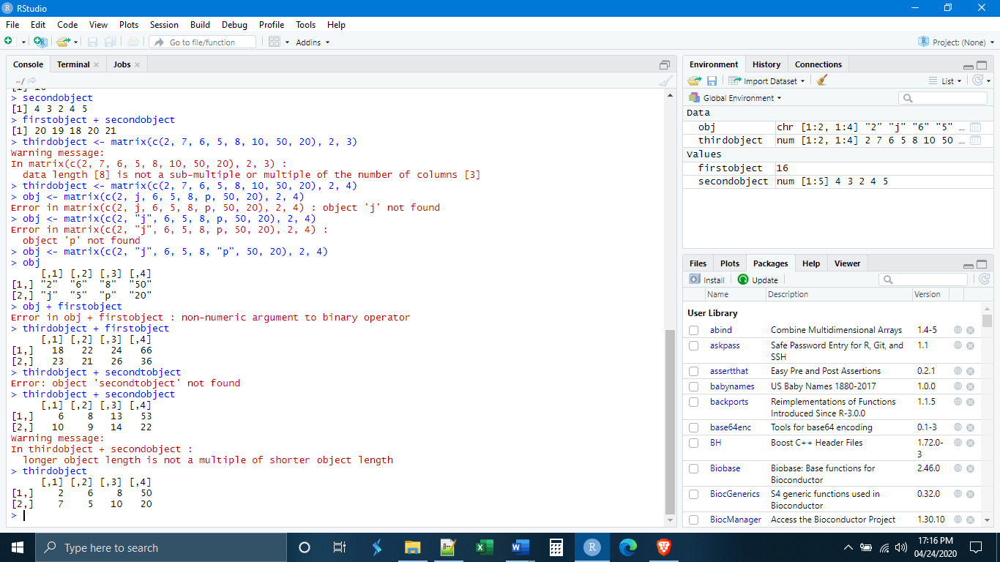 RStudio
File Edit Code View Plots Session Build Debug Profile Tools Help
Go to file/function Addins Project: (None)
Console Terminal Jobs
~/
> secondobject
[1] 4 3 2 4 5
> firstobject + secondobject
[1] 20 19 18 20 21
> thirdobject <- matrix(c(2, 7, 6, 5, 8, 10, 50, 20), 2, 3)
Warning message:
In matrix(c(2, 7, 6, 5, 8, 10, 50, 20), 2, 3) :
  data length [8] is not a sub-multiple or multiple of the number of columns [3]
> thirdobject <- matrix(c(2, 7, 6, 5, 8, 10, 50, 20), 2, 4)
> obj <- matrix(c(2, j, 6, 5, 8, p, 50, 20), 2, 4)
Error in matrix(c(2, j, 6, 5, 8, p, 50, 20), 2, 4) : object 'j' not found
> obj <- matrix(c(2, "j", 6, 5, 8, p, 50, 20), 2, 4)
Error in matrix(c(2, "j", 6, 5, 8, p, 50, 20), 2, 4) :
  object 'p' not found
> obj <- matrix(c(2, "j", 6, 5, 8, "p", 50, 20), 2, 4)
> obj
     [,1] [,2] [,3] [,4]
[1,] "2"  "6"  "8"  "50"
[2,] "j"  "5"  "p"  "20"
> obj + firstobject
Error in obj + firstobject : non-numeric argument to binary operator
> thirdobject + firstobject
     [,1] [,2] [,3] [,4]
[1,]   18   22   24   66
[2,]   23   21   26   36
> thirdobject + secondtobject
Error: object 'secondtobject' not found
> thirdobject + secondobject
     [,1] [,2] [,3] [,4]
[1,]    6    8   13   53
[2,]   10    9   14   22
Warning message:
In thirdobject + secondobject :
  longer object length is not a multiple of shorter object length
> thirdobject
     [,1] [,2] [,3] [,4]
[1,]    2    6    8   50
[2,]    7    5   10   20
>
Environment History Connections
Import Dataset List
Global Environment
Data
obj chr [1:2, 1:4] "2" "j" "6" "5" ...
thirdobject num [1:2, 1:4] 2 7 6 5 8 10 50 ...
Values
firstobject 16
secondobject num [1:5] 4 3 2 4 5
Files Plots Packages Help Viewer
Install Update
Name Description Version
User Library
abind Combine Multidimensional Arrays 1.4-5
askpass Safe Password Entry for R, Git, and 1.1
SSH
assertthat Easy Pre and Post Assertions 0.2.1
babynames US Baby Names 1880-2017 1.0.0
backports Reimplementations of Functions 1.1.5
Introduced Since R-3.0.0
base64enc Tools for base64 encoding 0.1-3
BH Boost C++ Header Files 1.72.0-
3
Biobase Biobase: Base functions for 2.46.0
Bioconductor
BiocGenerics S4 generic functions used in 0.32.0
Bioconductor
BiocManager Access the Bioconductor Project 1.30.10
Type here to search
17:16 PM
04/24/2020